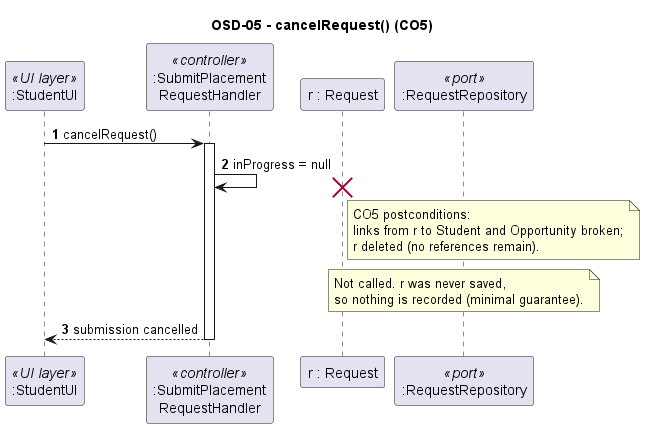 OSD-05 - cancelRequest() (CO5)
«UI layer»
:StudentUI
«controller»
:SubmitPlacement
RequestHandler
r : Request
«port»
:RequestRepository
1 cancelRequest()
2 inProgress = null
CO5 postconditions:
links from r to Student and Opportunity broken;
r deleted (no references remain).
Not called. r was never saved,
so nothing is recorded (minimal guarantee).
3 submission cancelled
«UI layer»
:StudentUI
«controller»
:SubmitPlacement
RequestHandler
r : Request
«port»
:RequestRepository